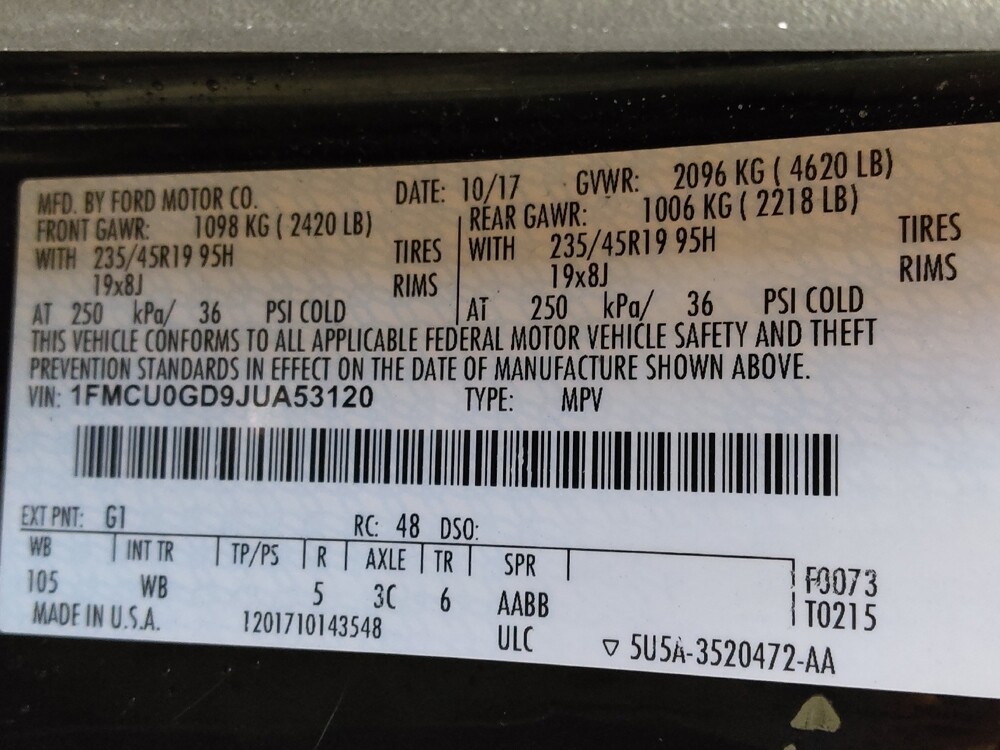 MFD. BY FORD MOTOR CO. DATE: 10/17 GVWR: 2096 KG ( 4620 LB)
FRONT GAWR: 1098 KG ( 2420 LB) REAR GAWR: 1006 KG ( 2218 LB)
WITH 235/45R19 95H TIRES WITH 235/45R19 95H TIRES
19x8J RIMS 19x8J RIMS
AT 250 kPa/ 36 PSI COLD AT 250 kPa/ 36 PSI COLD
THIS VEHICLE CONFORMS TO ALL APPLICABLE FEDERAL MOTOR VEHICLE SAFETY AND THEFT
PREVENTION STANDARDS IN EFFECT ON THE DATE OF MANUFACTURE SHOWN ABOVE.
VIN: 1FMCU0GD9JUA53120 TYPE: MPV
EXT PNT: G1 RC: 48 DSO:
WB INT TR TP/PS R AXLE TR SPR F0073
105 WB 5 3C 6 AABB T0215
MADE IN U.S.A. 1201710143548 ULC ▽ 5U5A-3520472-AA